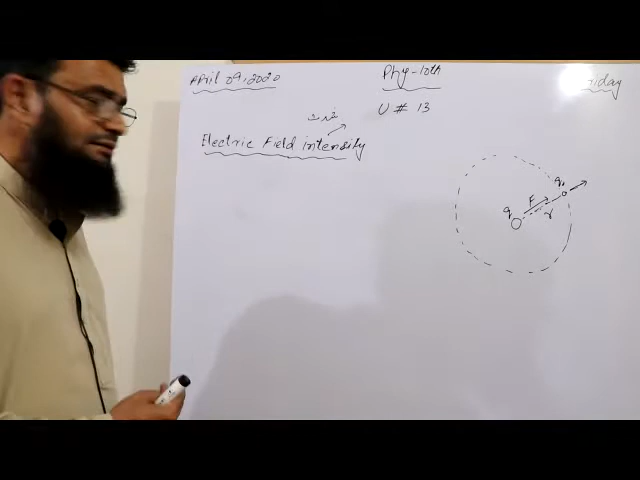 April 09, 2020
Phy-10th
U # 13
شدت
Electric Field intensity
q₀
F
q
r